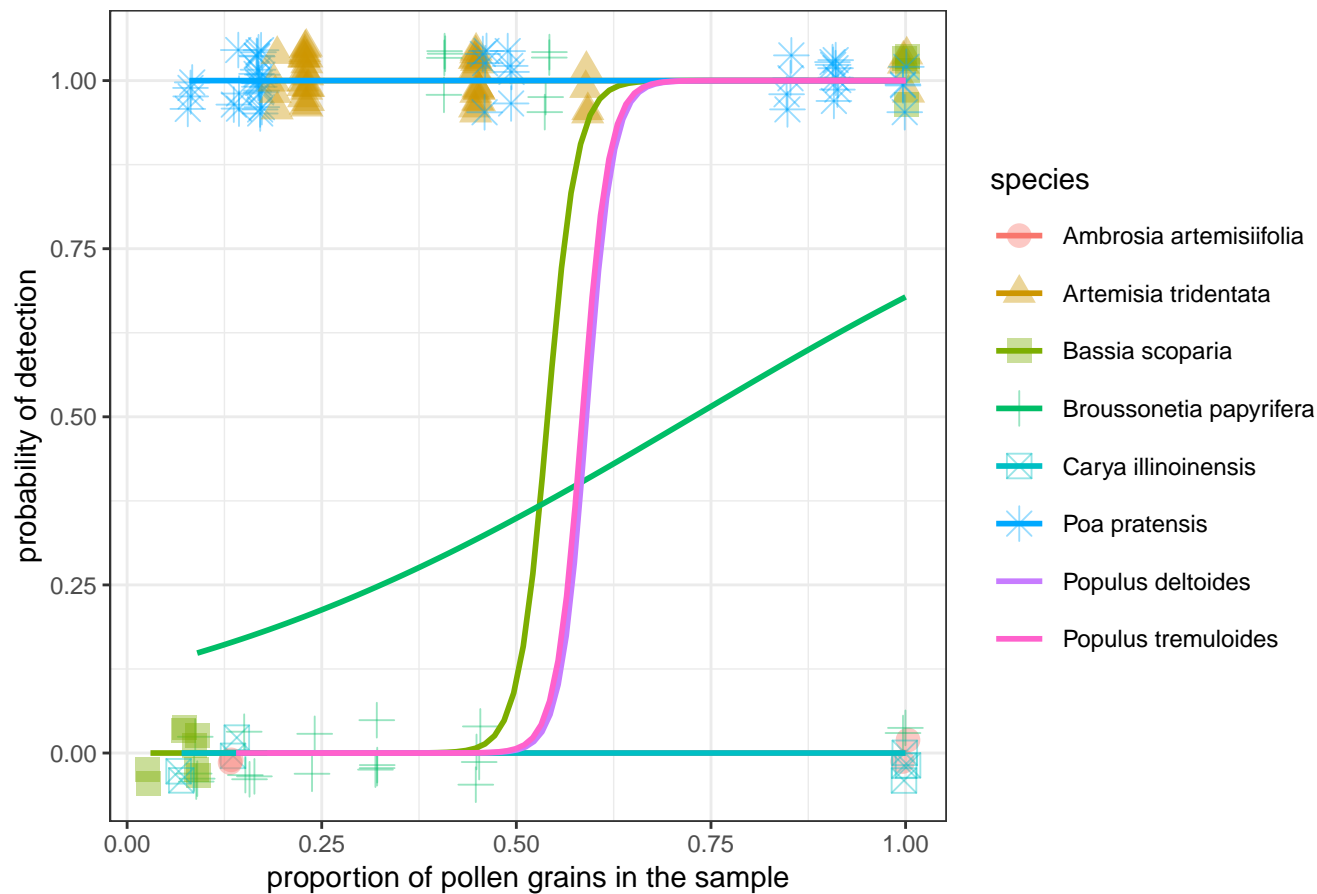 probability of detection
1.00
0.75
0.50
0.25
0.00
0.00 0.25 0.50 0.75 1.00
proportion of pollen grains in the sample
species
Ambrosia artemisiifolia
Artemisia tridentata
Bassia scoparia
Broussonetia papyrifera
Carya illinoinensis
Poa pratensis
Populus deltoides
Populus tremuloides